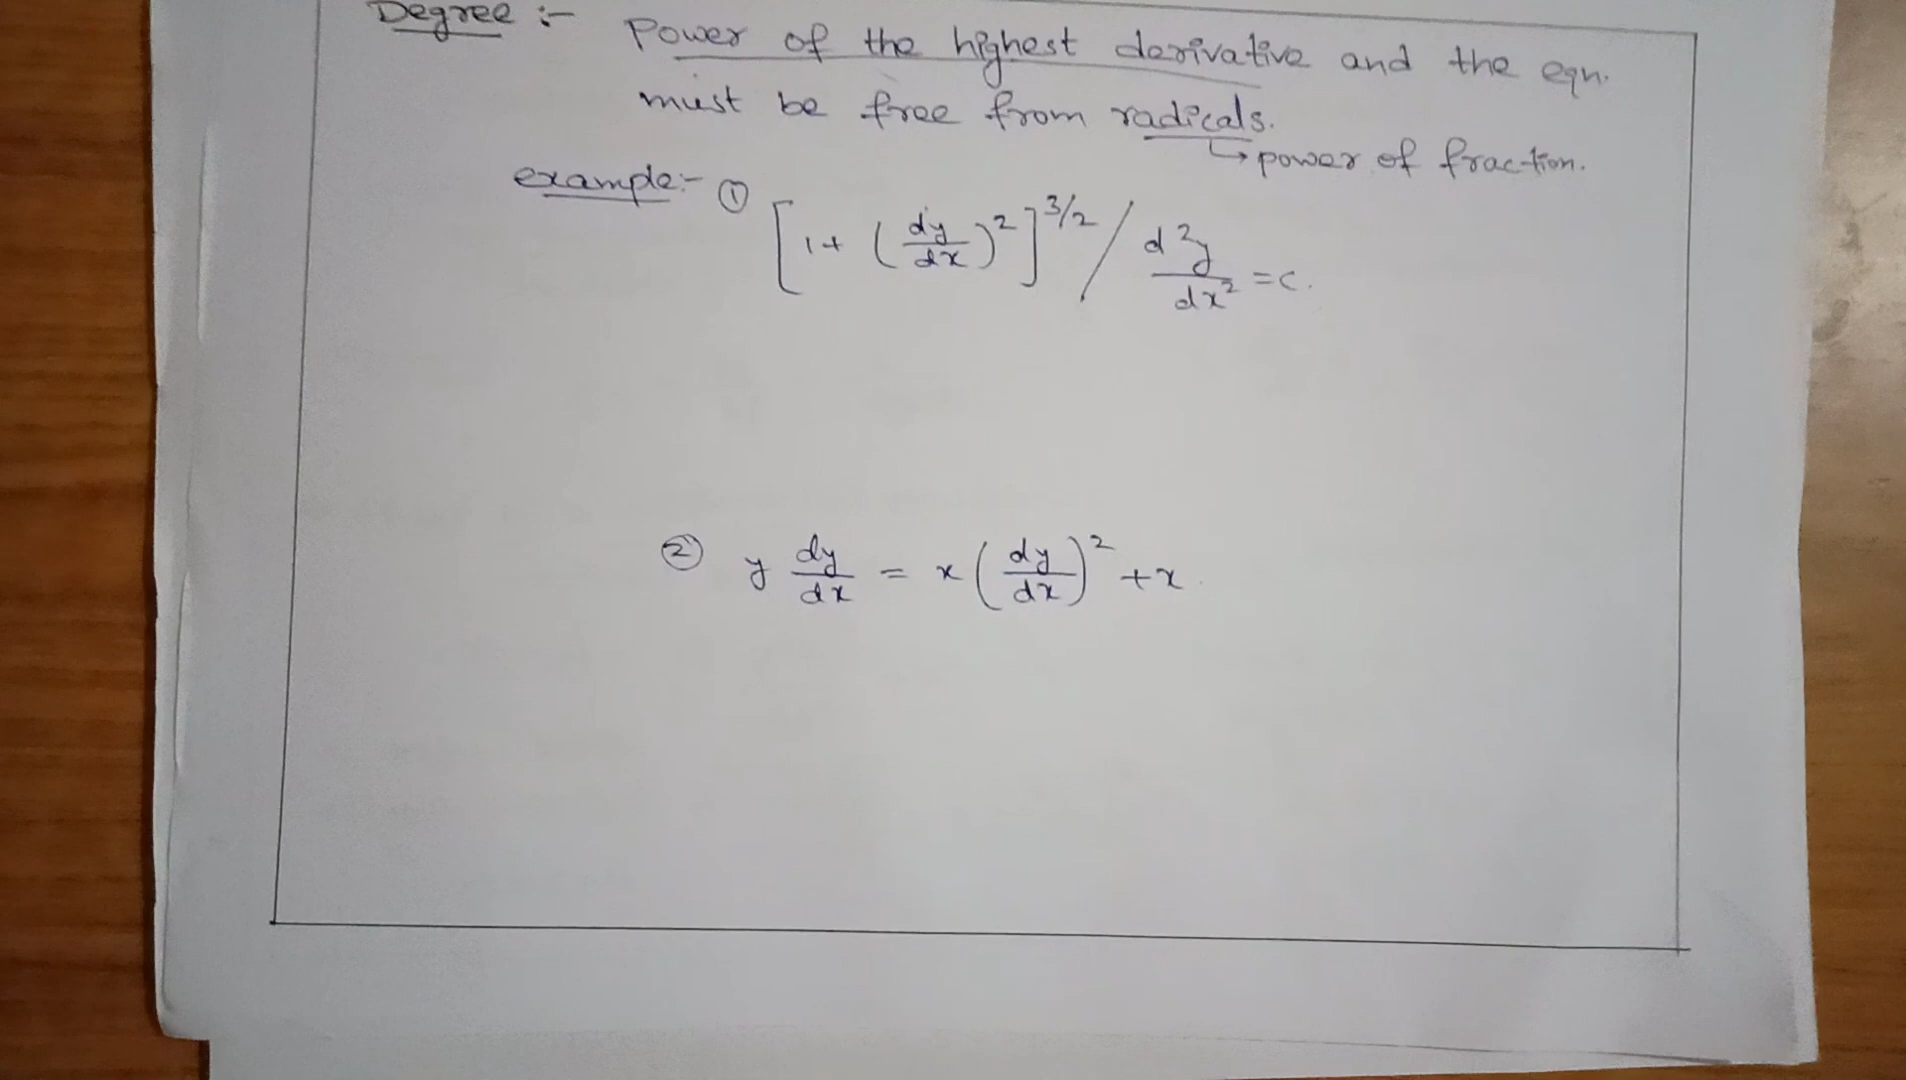 Degree :- Power of the highest derivative and the eqn.
must be free from radicals.
↳ power of fraction.
example:- ① [1+ (dy/dx)²]^3/2 / d²y/dx² = c.
② y dy/dx = x (dy/dx)² + x.